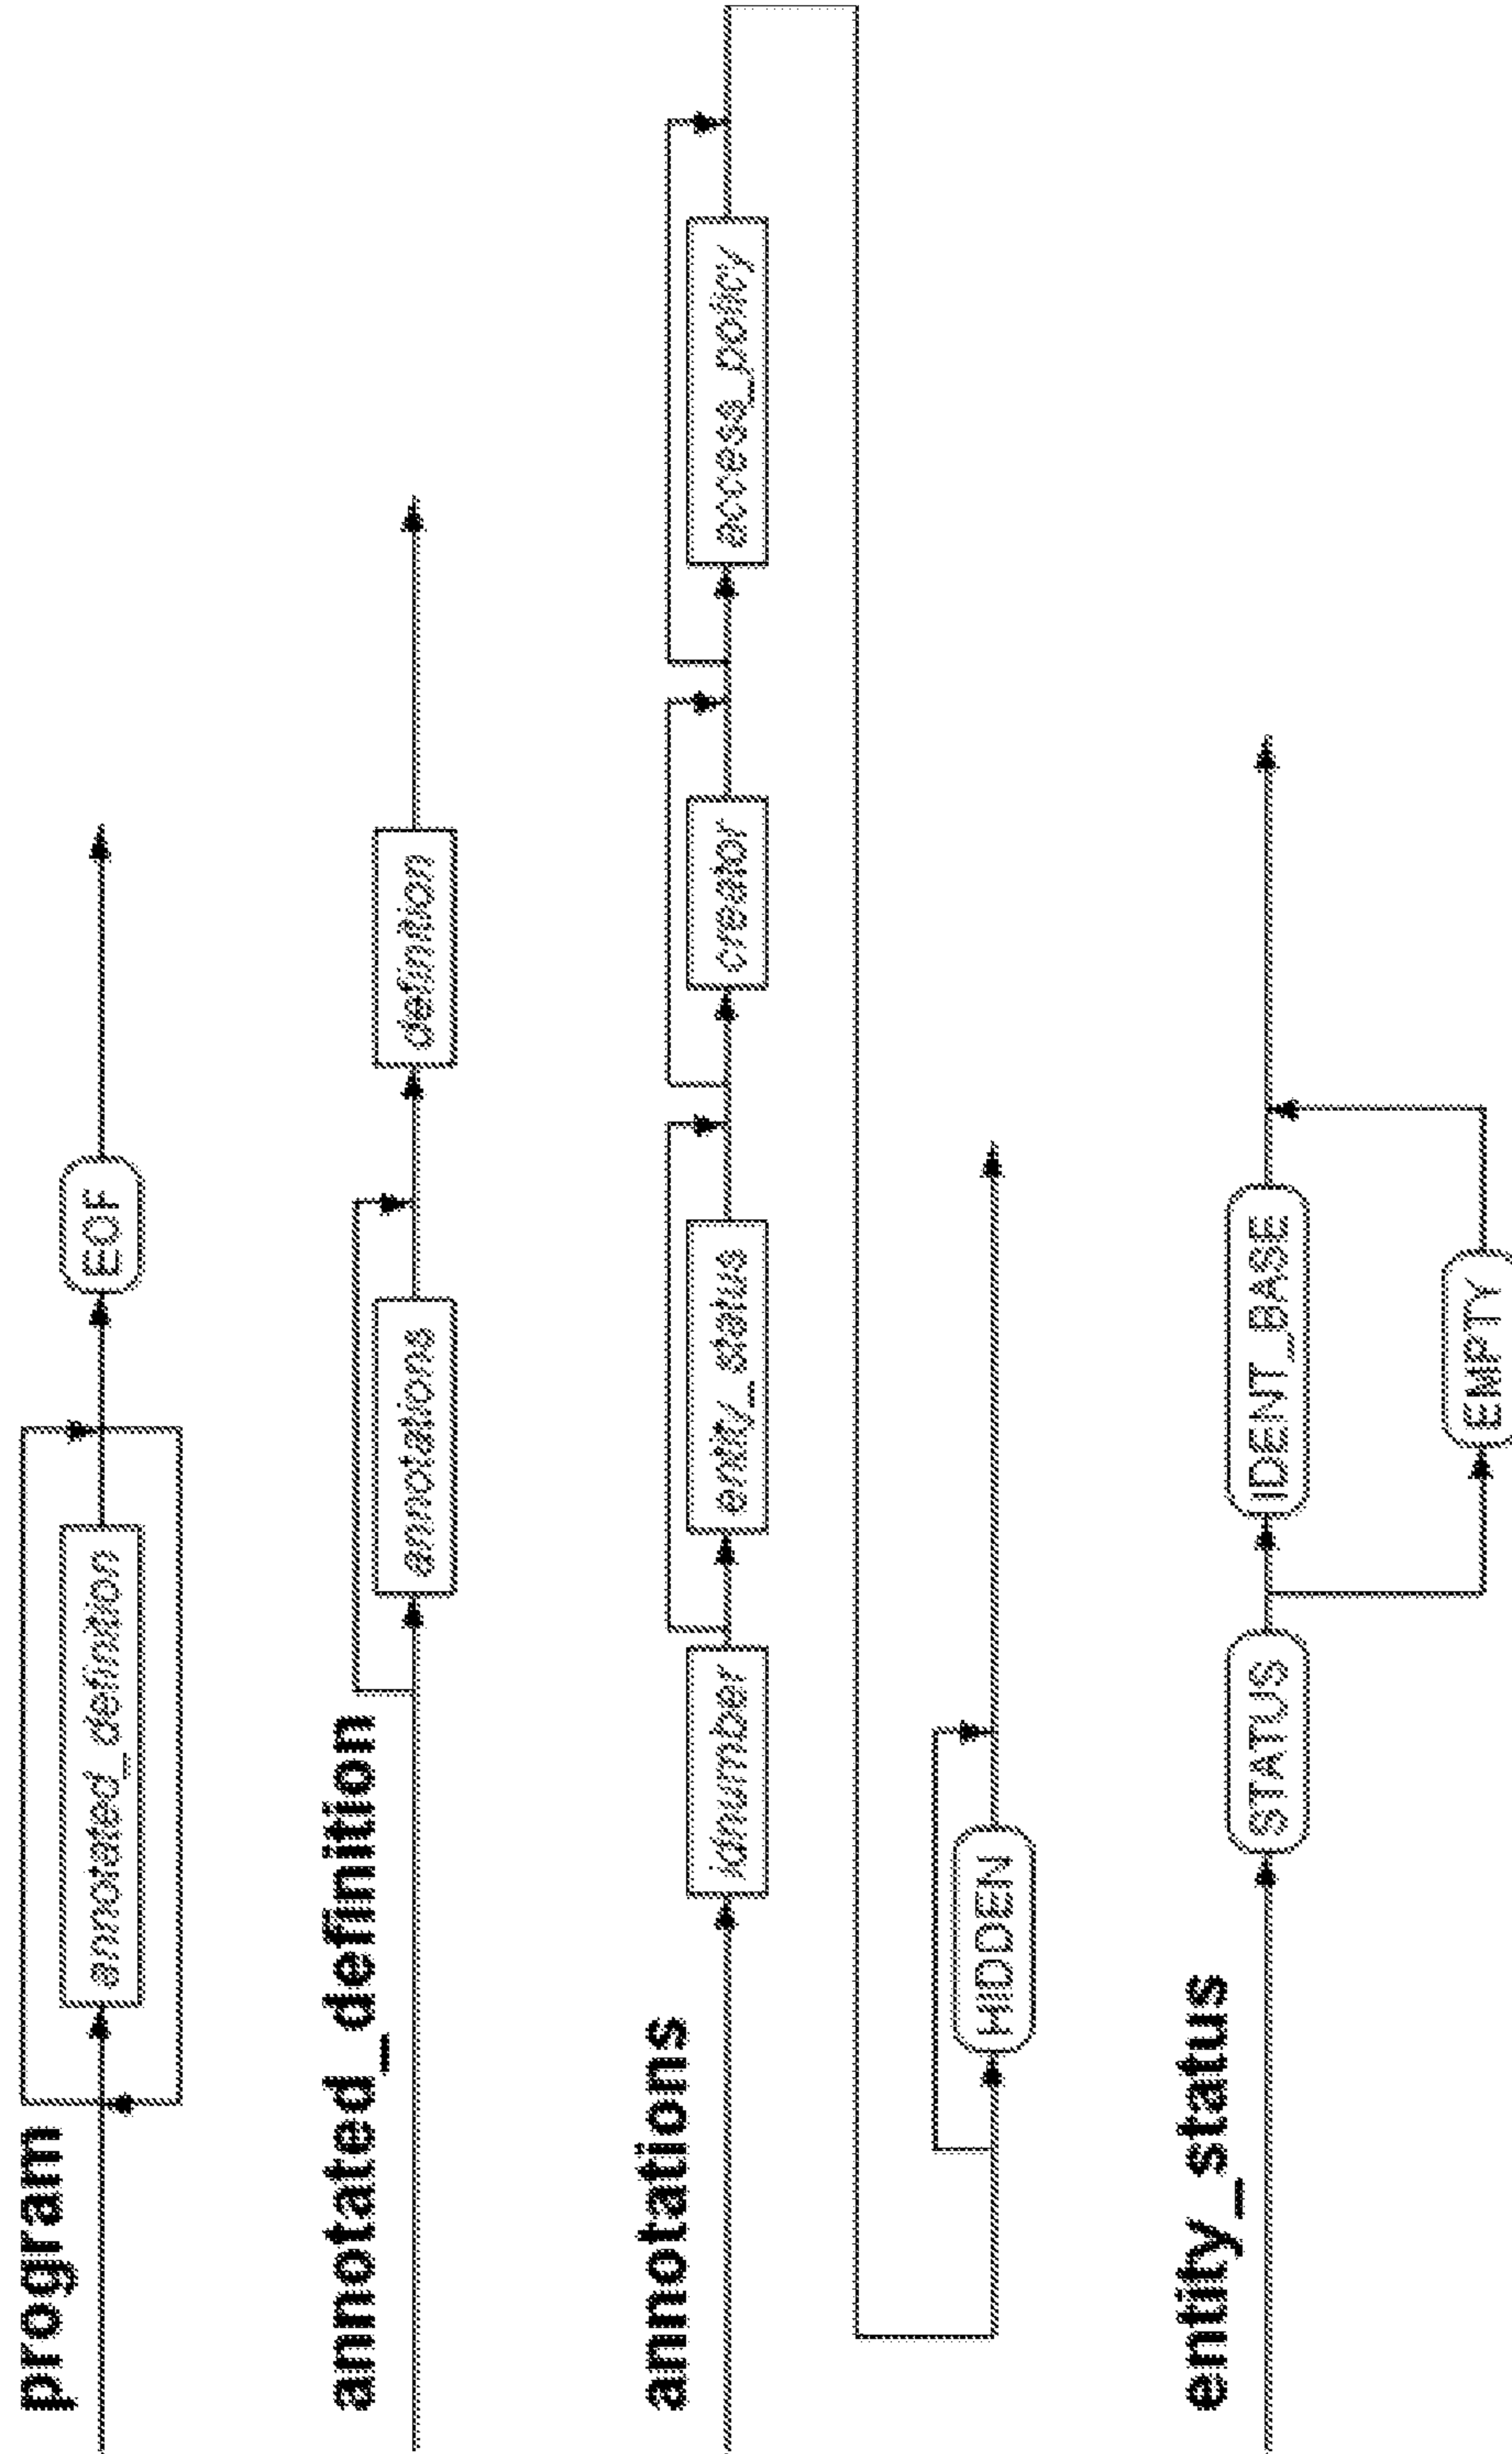 program
annotated_definition
EOF
annotated_definition
annotations
definition
annotations
idnumber
entity_status
creator
access_policy
HIDDEN
entity_status
STATUS
IDENT_BASE
EMPTY